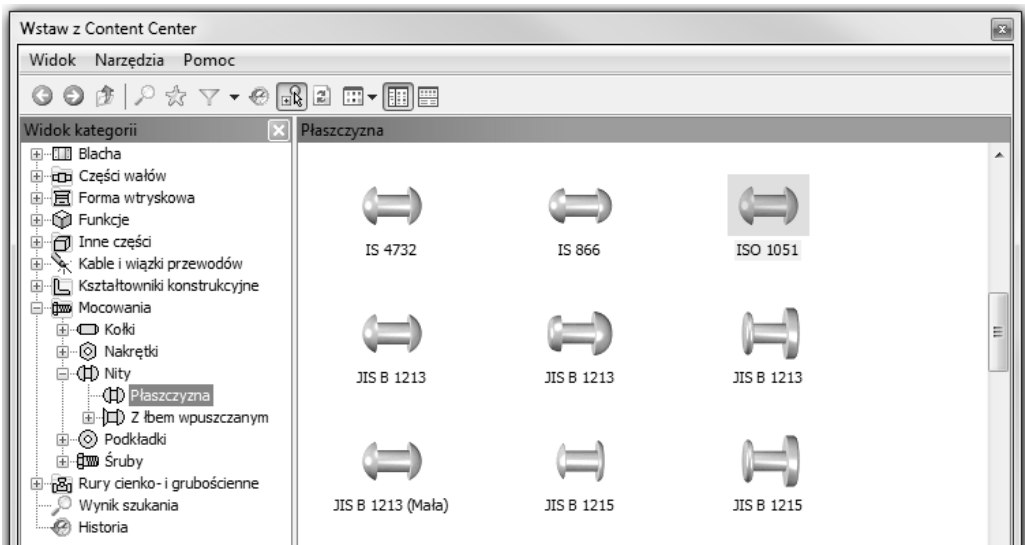 Wstaw z Content Center
Widok Narzędzia Pomoc
Widok kategorii
Blacha
Części wałów
Forma wtryskowa
Funkcje
Inne części
Kable i wiązki przewodów
Kształtowniki konstrukcyjne
Mocowania
Kołki
Nakrętki
Nity
Płaszczyzna
Z łbem wpuszczanym
Podkładki
Śruby
Rury cienko- i grubościenne
Wynik szukania
Historia
Płaszczyzna
IS 4732 IS 866 ISO 1051
JIS B 1213 JIS B 1213 JIS B 1213
JIS B 1213 (Mała) JIS B 1215 JIS B 1215